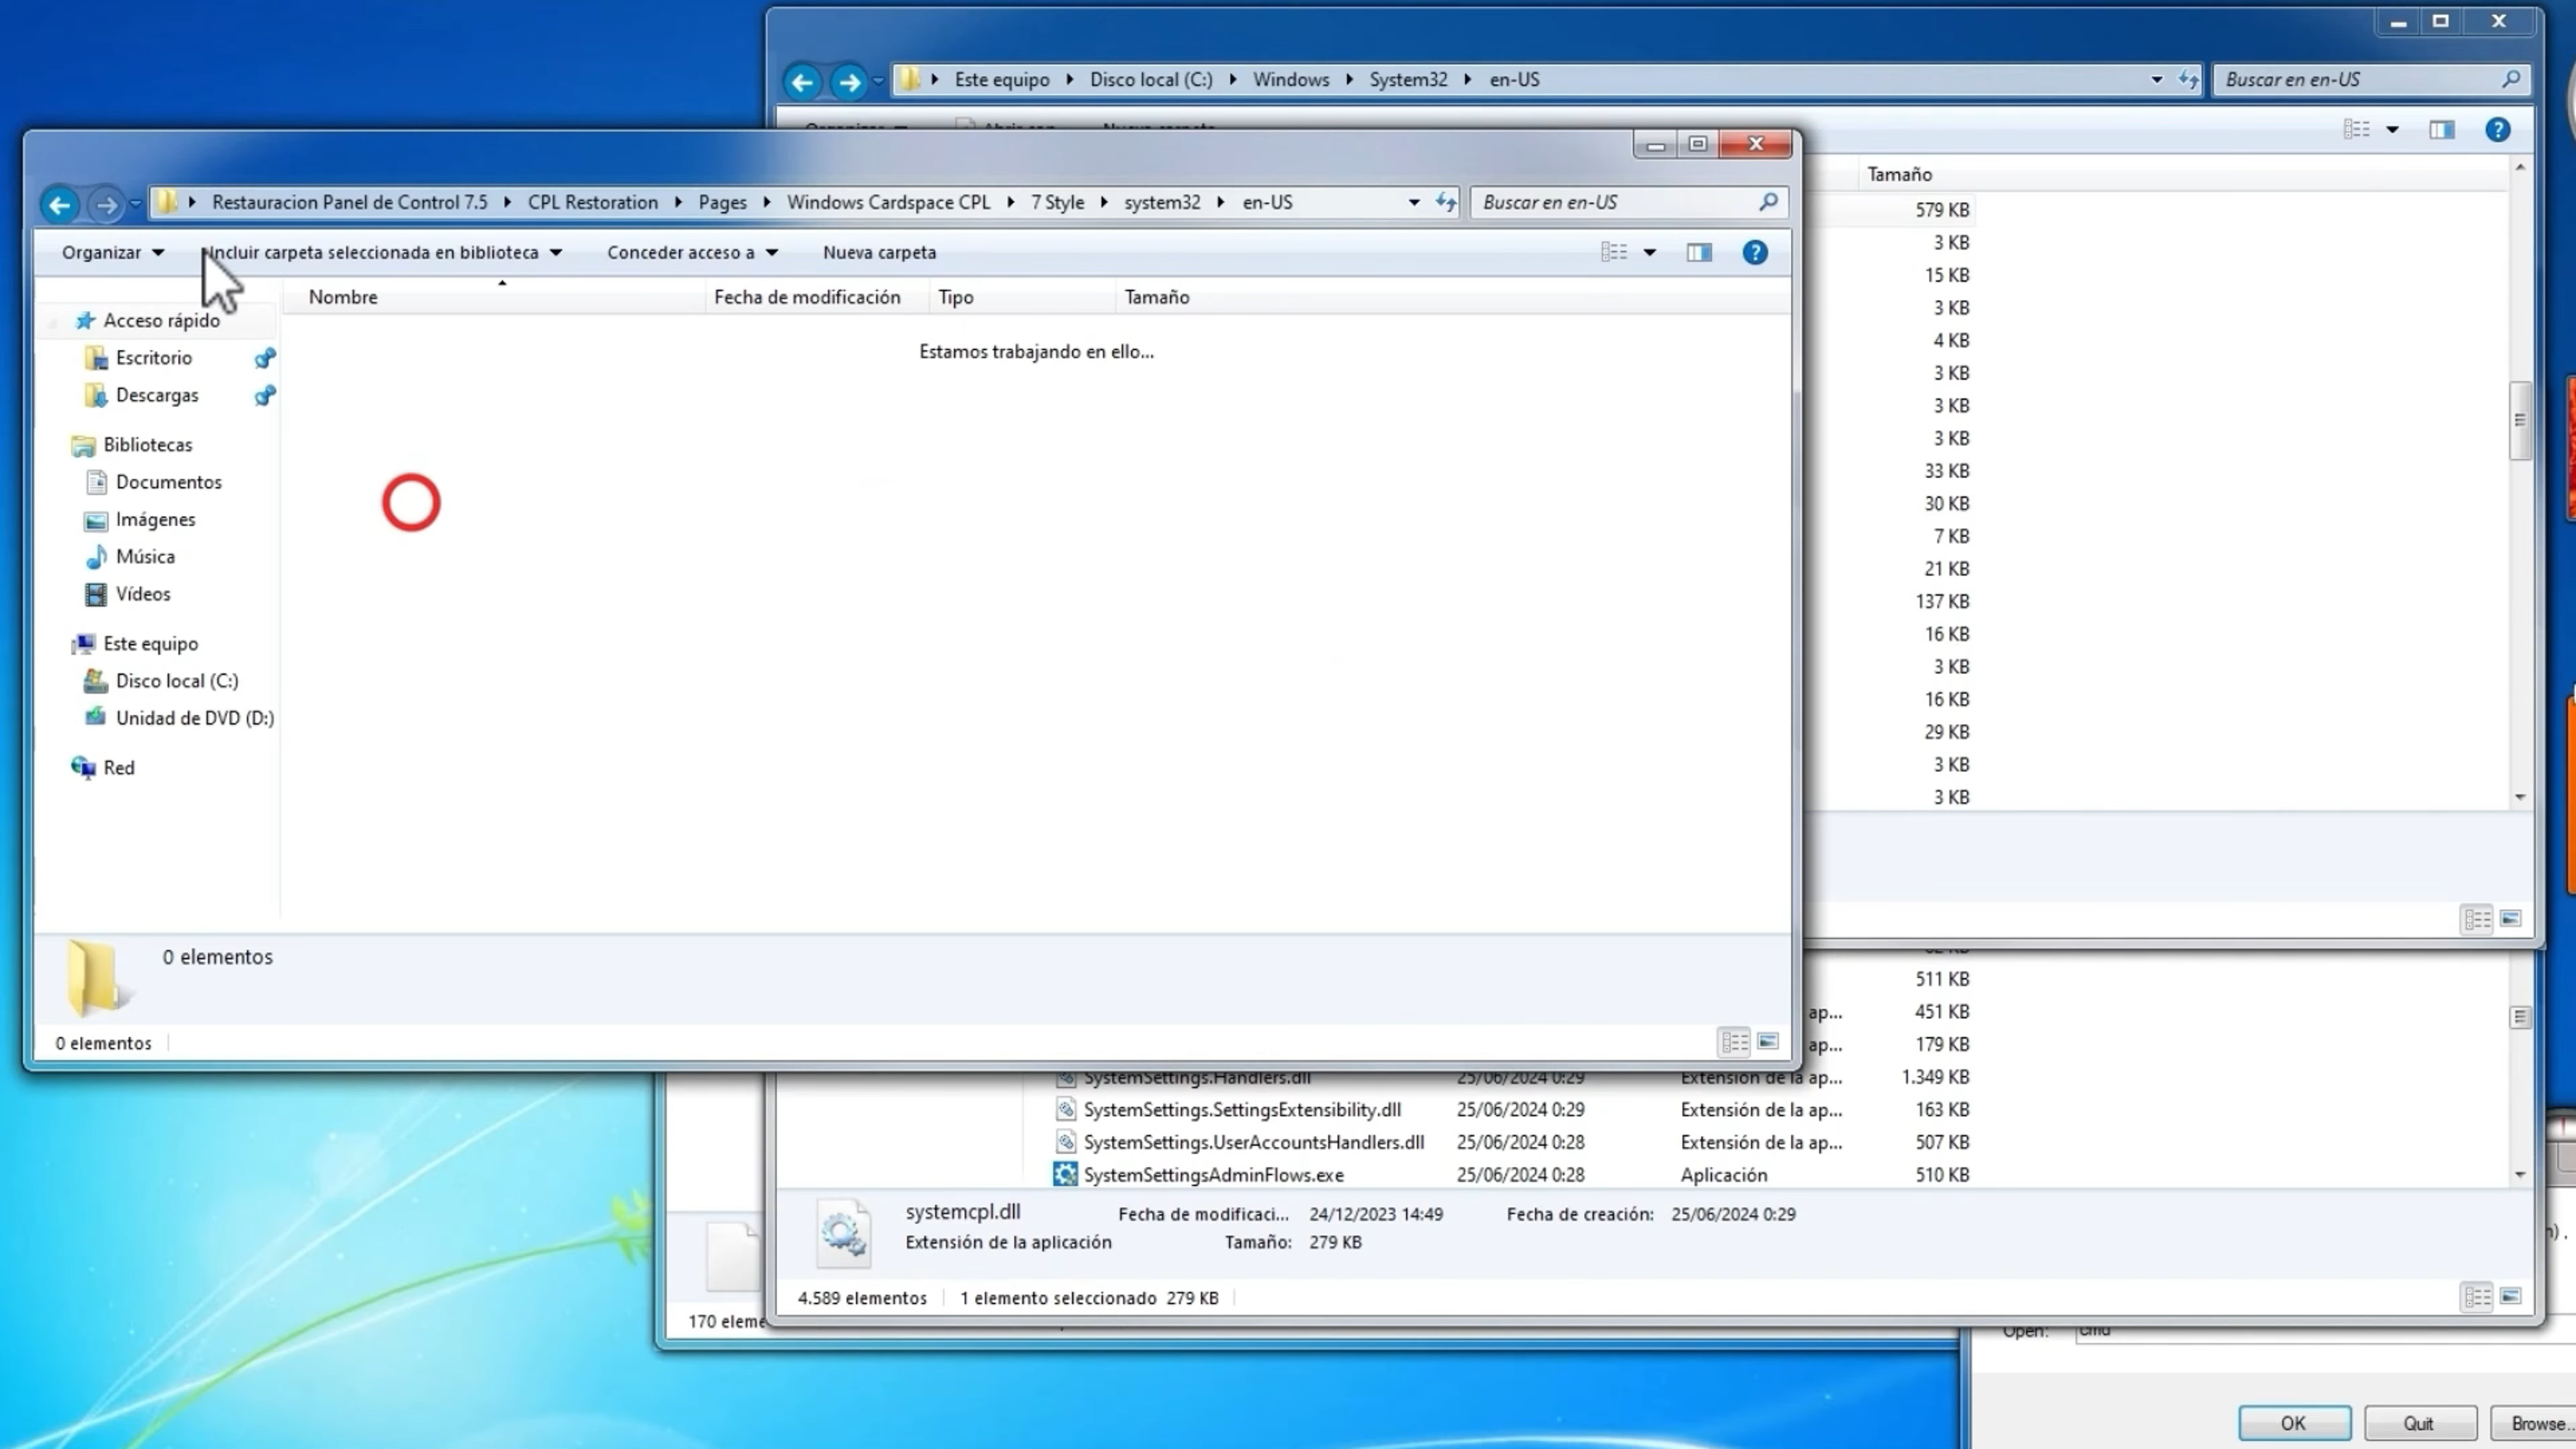 Este equipo Disco local (C:) Windows System32 en-US
Buscar en en-US
Restauracion Panel de Control 7.5 CPL Restoration Pages Windows Cardspace CPL 7 Style system32 en-US
Buscar en en-US
Organizar Incluir carpeta seleccionada en biblioteca Conceder acceso a Nueva carpeta
Nombre Fecha de modificación Tipo Tamaño
Estamos trabajando en ello...
Acceso rápido
Escritorio
Descargas
Bibliotecas
Documentos
Imágenes
Música
Vídeos
Este equipo
Disco local (C:)
Unidad de DVD (D:)
Red
0 elementos
0 elementos
Tamaño
579 KB
3 KB
15 KB
3 KB
4 KB
3 KB
3 KB
3 KB
33 KB
30 KB
7 KB
21 KB
137 KB
16 KB
3 KB
16 KB
29 KB
3 KB
3 KB
511 KB
ap... 451 KB
ap... 179 KB
SystemSettings.Handlers.dll 25/06/2024 0:29 Extensión de la ap... 1.349 KB
SystemSettings.SettingsExtensibility.dll 25/06/2024 0:29 Extensión de la ap... 163 KB
SystemSettings.UserAccountsHandlers.dll 25/06/2024 0:28 Extensión de la ap... 507 KB
SystemSettingsAdminFlows.exe 25/06/2024 0:28 Aplicación 510 KB
systemcpl.dll Fecha de modificaci... 24/12/2023 14:49 Fecha de creación: 25/06/2024 0:29
Extensión de la aplicación Tamaño: 279 KB
4.589 elementos 1 elemento seleccionado 279 KB
170 eleme
Open: cmd
OK Quit Browse...